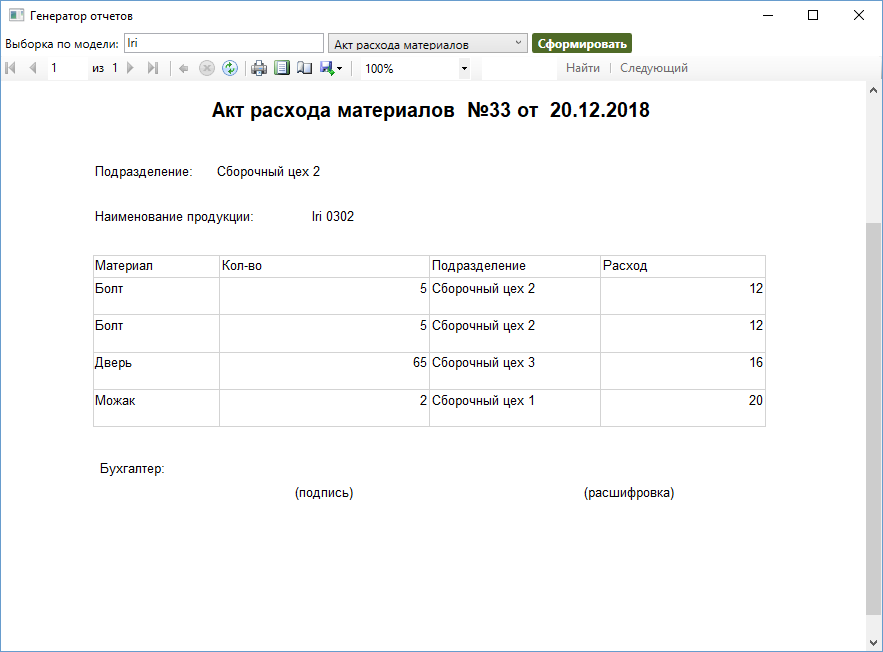 Генератор отчетов
Выборка по модели: Iri Акт расхода материалов Сформировать
1 из 1 100% Найти | Следующий
Акт расхода материалов №33 от 20.12.2018
Подразделение: Сборочный цех 2
Наименование продукции: Iri 0302
Материал Кол-во Подразделение Расход
Болт 5 Сборочный цех 2 12
Болт 5 Сборочный цех 2 12
Дверь 65 Сборочный цех 3 16
Можак 2 Сборочный цех 1 20
Бухгалтер:
(подпись) (расшифровка)